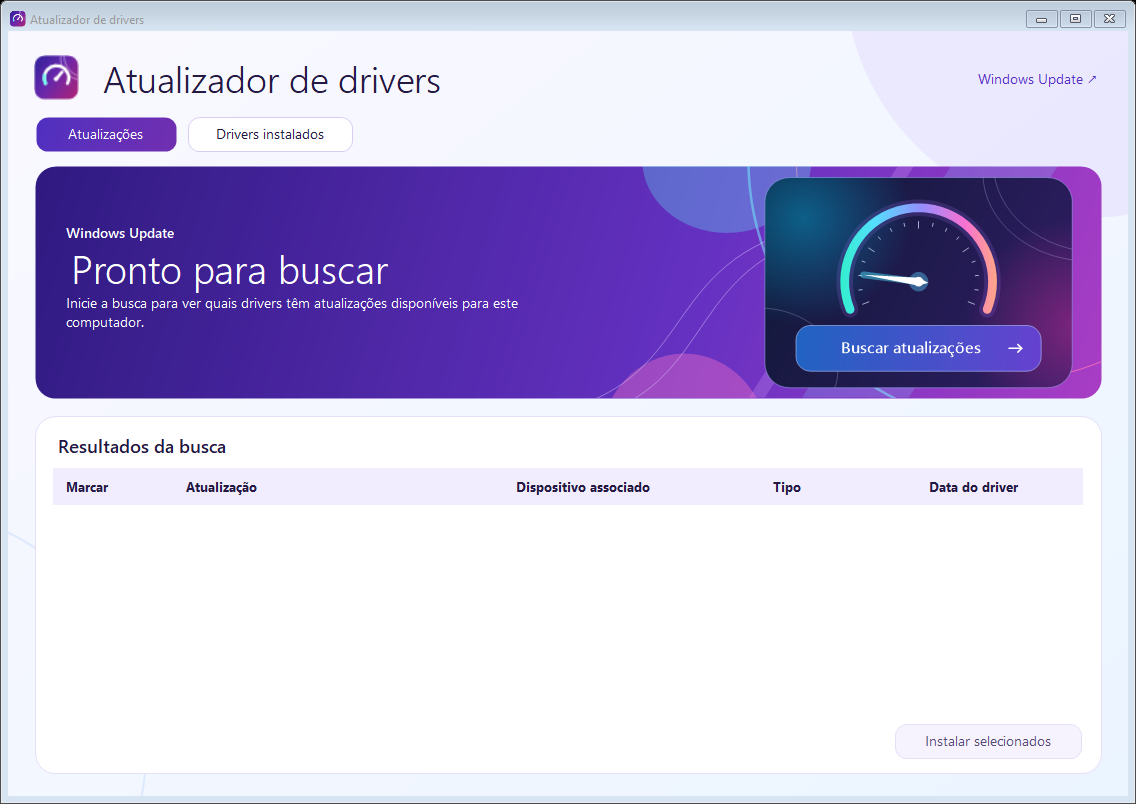 Atualizador de drivers
Atualizador de drivers
Windows Update ↗
Atualizações
Drivers instalados
Windows Update
Pronto para buscar
Inicie a busca para ver quais drivers têm atualizações disponíveis para este
computador.
Buscar atualizações →
Resultados da busca
Marcar Atualização Dispositivo associado Tipo Data do driver
Instalar selecionados